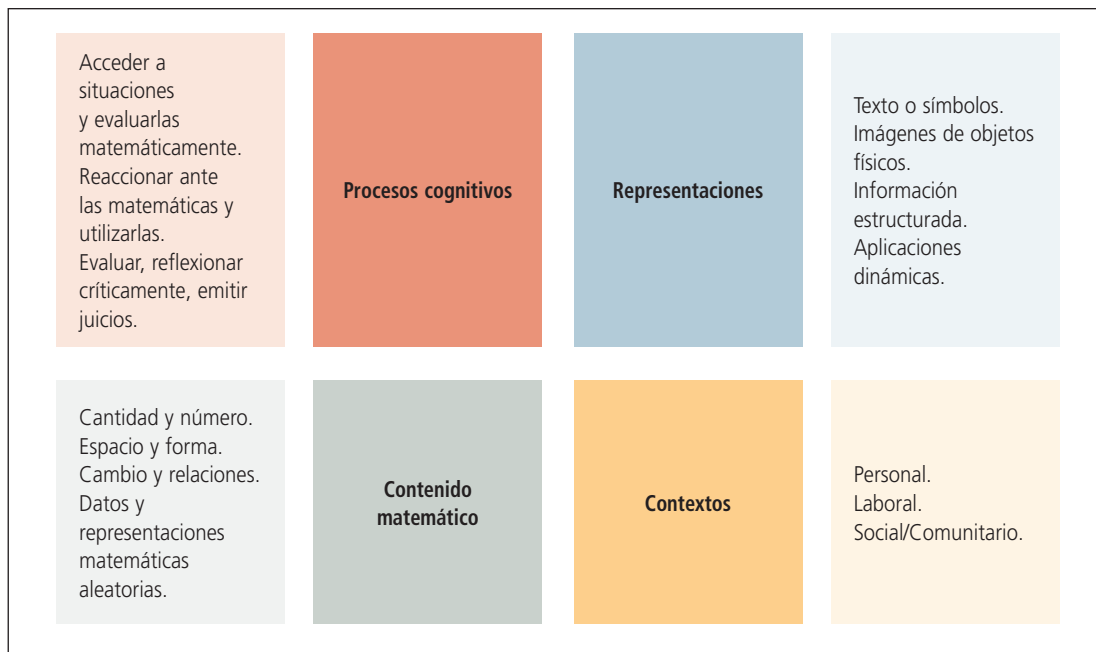 Acceder a
situaciones
y evaluarlas
matemáticamente.
Reaccionar ante
las matemáticas y
utilizarlas.
Evaluar, reflexionar
críticamente, emitir
juicios.
Procesos cognitivos
Representaciones
Texto o símbolos.
Imágenes de objetos
físicos.
Información
estructurada.
Aplicaciones
dinámicas.
Cantidad y número.
Espacio y forma.
Cambio y relaciones.
Datos y
representaciones
matemáticas
aleatorias.
Contenido
matemático
Contextos
Personal.
Laboral.
Social/Comunitario.